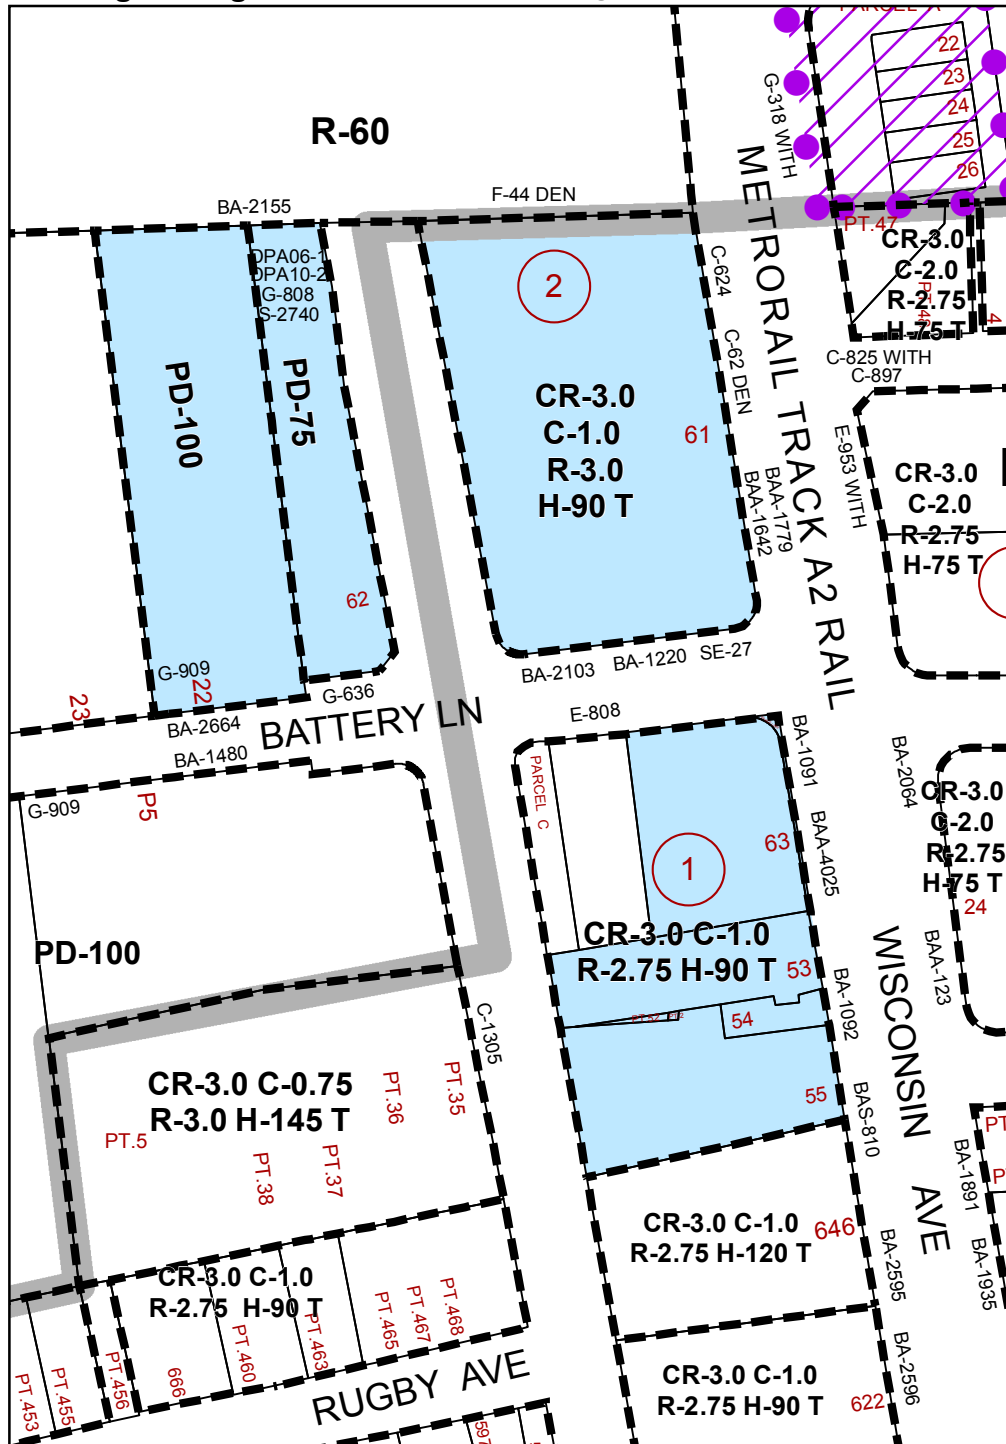 PARCEL A
22
23
24
25
26
G-318 WITH
R-60
METRORAIL TRACK A2 RAIL
F-44 DEN
BA-2155
PT.47
CR-3.0
C-2.0
R-2.75
H-75 T
PT.48
4
OPA06-1
OPA10-2
G-808
S-2740
2
C-624
C-62 DEN
C-825 WITH
C-897
PD-100
PD-75
CR-3.0
C-1.0
R-3.0
H-90 T
61
E-953 WITH
CR-3.0
C-2.0
R-2.75
H-75 T
BAA-1779
BAA-1642
62
G-909
22
23
G-636
BA-2103
BA-1220
SE-27
BA-2664
BATTERY LN
E-808
BA-1480
G-909
P5
PARCEL C
BA-1091
BA-2064
CR-3.0
C-2.0
R-2.75
H-75 T
24
63
BAA-4025
1
PD-100
CR-3.0 C-1.0
R-2.75 H-90 T
53
WISCONSIN AVE
BAA-123
BA-1092
54
C-1305
CR-3.0 C-0.75
R-3.0 H-145 T
PT.36
PT.35
55
BAS-810
PT.5
PT.38
PT.37
BA-1891
CR-3.0 C-1.0
R-2.75 H-120 T
646
BA-2595
BA-1935
CR-3.0 C-1.0
R-2.75 H-90 T
PT.453
PT.455
PT.456
666
PT.460
PT.463
PT.465
PT.467
PT.468
RUGBY AVE
CR-3.0 C-1.0
R-2.75 H-90 T
622
BA-2596
597